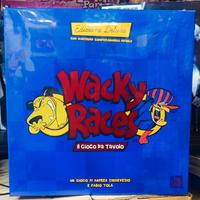 Edizione Deluxe
Wacky
Races
Il gioco da tavolo
Un gioco di Andrea Chiarvesio
e Fabio Tola